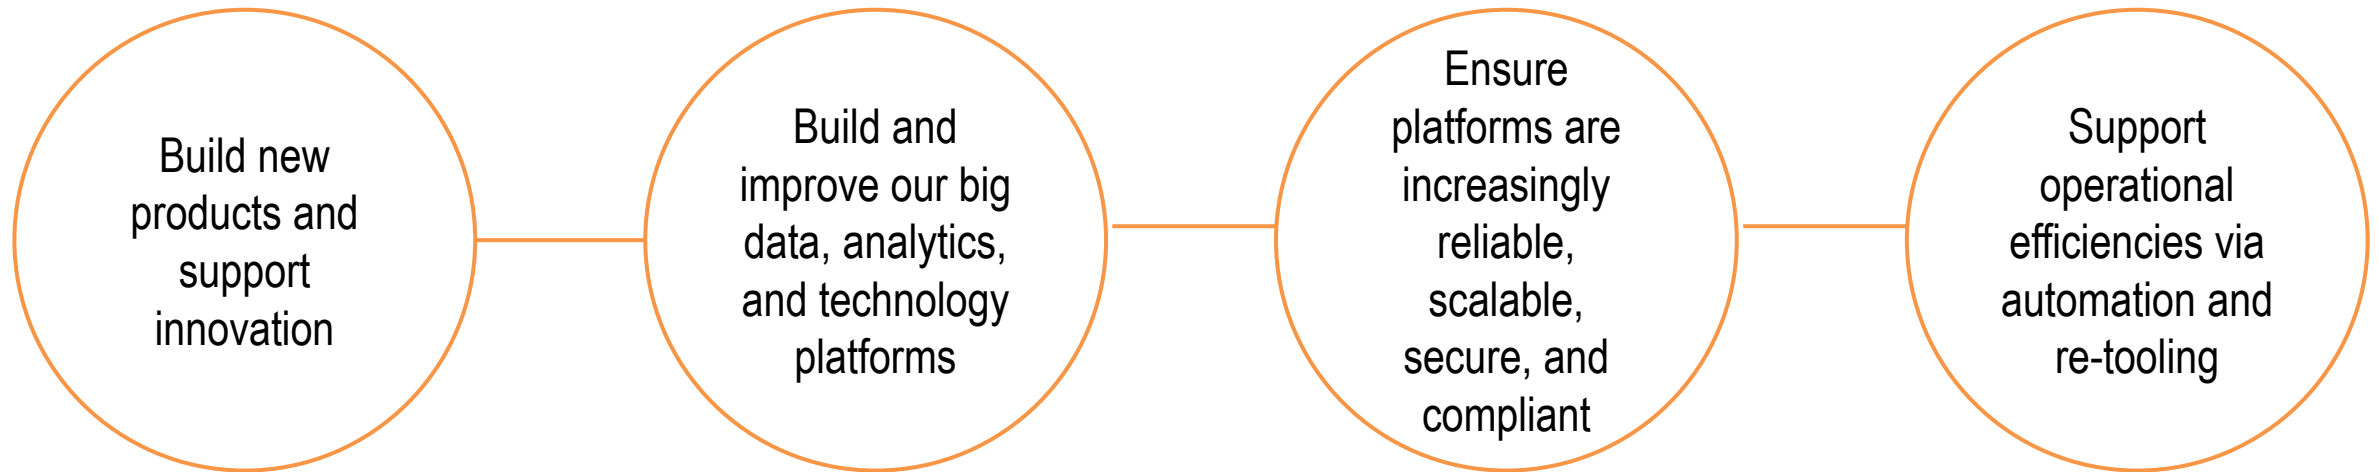 Build new
products and
support
innovation
Build and
improve our big
data, analytics,
and technology
platforms
Ensure
platforms are
increasingly
reliable,
scalable,
secure, and
compliant
Support
operational
efficiencies via
automation and
re-tooling